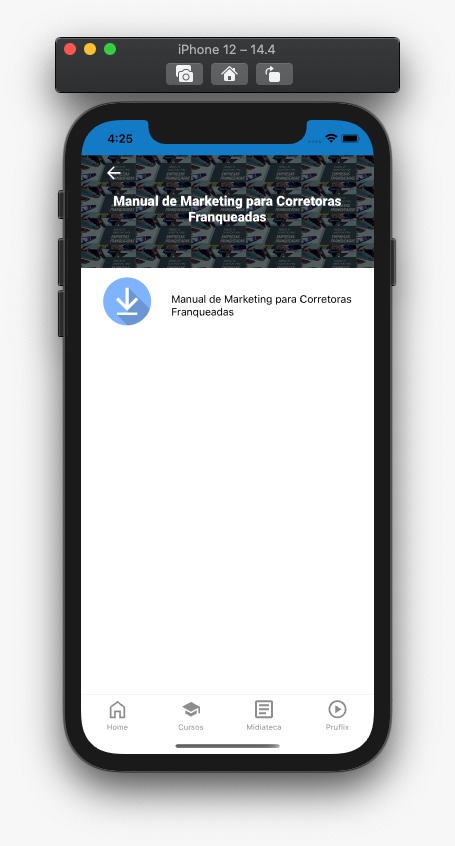 iPhone 12 – 14.4
4:25
Manual de Marketing para Corretoras
Franqueadas
Manual de Marketing para Corretoras
Franqueadas
Home
Cursos
Midiateca
Pruflix